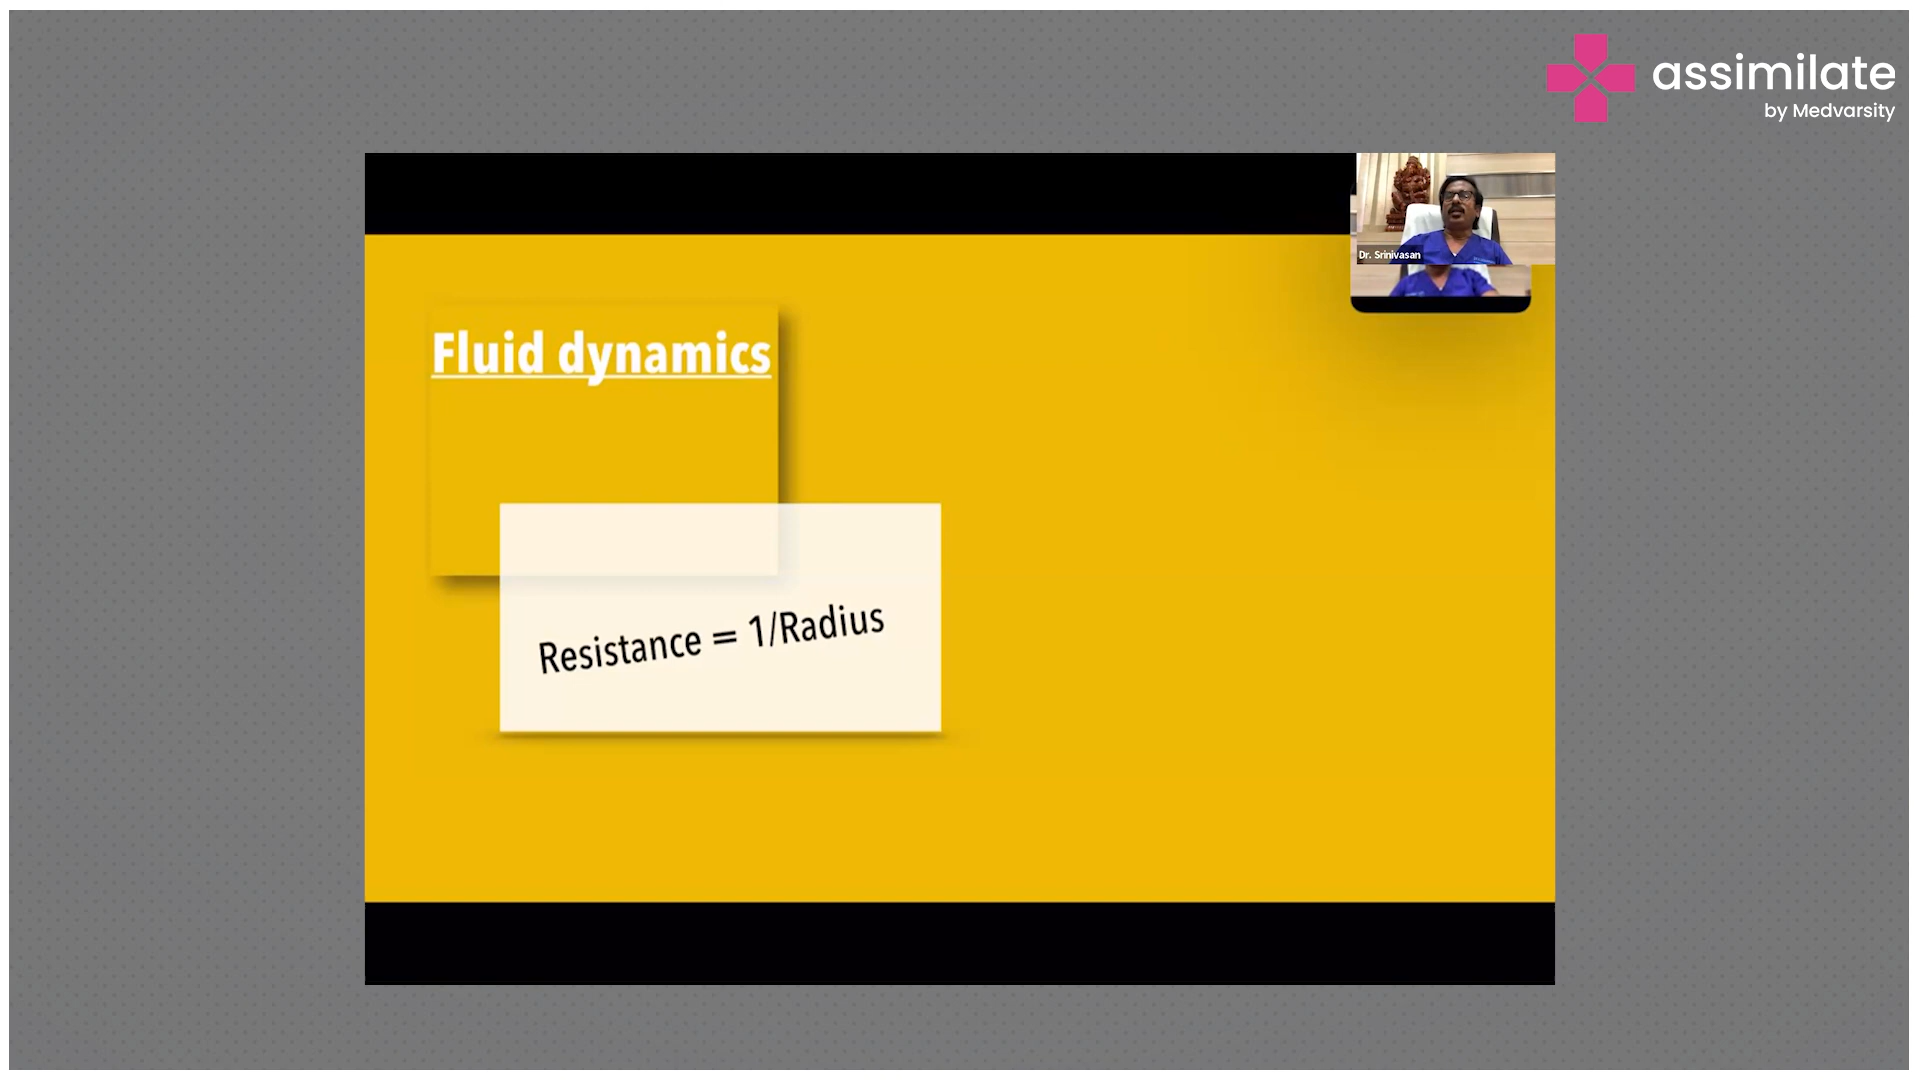 assimilate
by Medvarsity
Dr. Srinivasan
Fluid dynamics
Resistance = 1/Radius